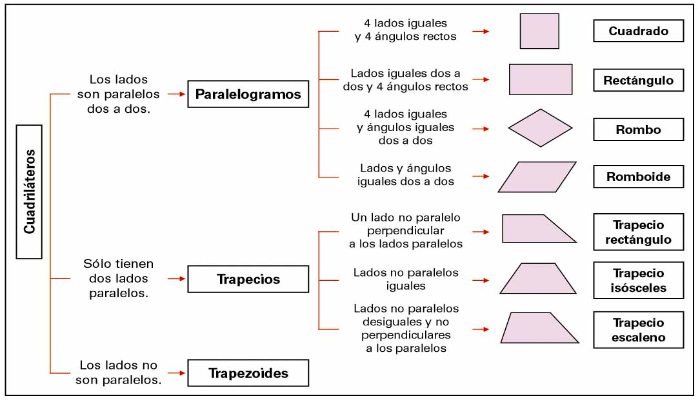 Cuadriláteros
Los lados
son paralelos
dos a dos.
Paralelogramos
4 lados iguales
y 4 ángulos rectos
Cuadrado
Lados iguales dos a
dos y 4 ángulos rectos
Rectángulo
4 lados iguales
y ángulos iguales
dos a dos
Rombo
Lados y ángulos
iguales dos a dos
Romboide
Sólo tienen
dos lados
paralelos.
Trapecios
Un lado no paralelo
perpendicular
a los lados paralelos
Trapecio
rectángulo
Lados no paralelos
iguales
Trapecio
isósceles
Lados no paralelos
desiguales y no
perpendiculares
a los paralelos
Trapecio
escaleno
Los lados no
son paralelos.
Trapezoides